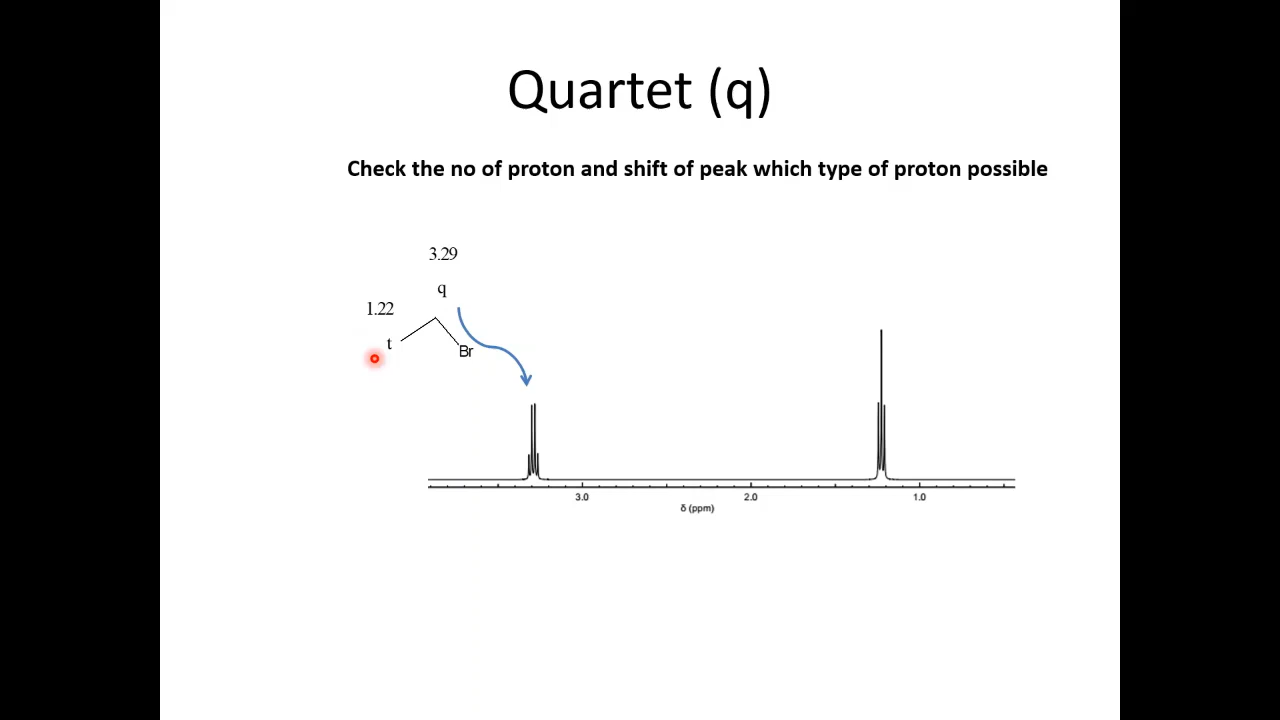 Quartet (q)
Check the no of proton and shift of peak which type of proton possible
3.29
q
1.22
t
Br
3.0
2.0
1.0
δ (ppm)